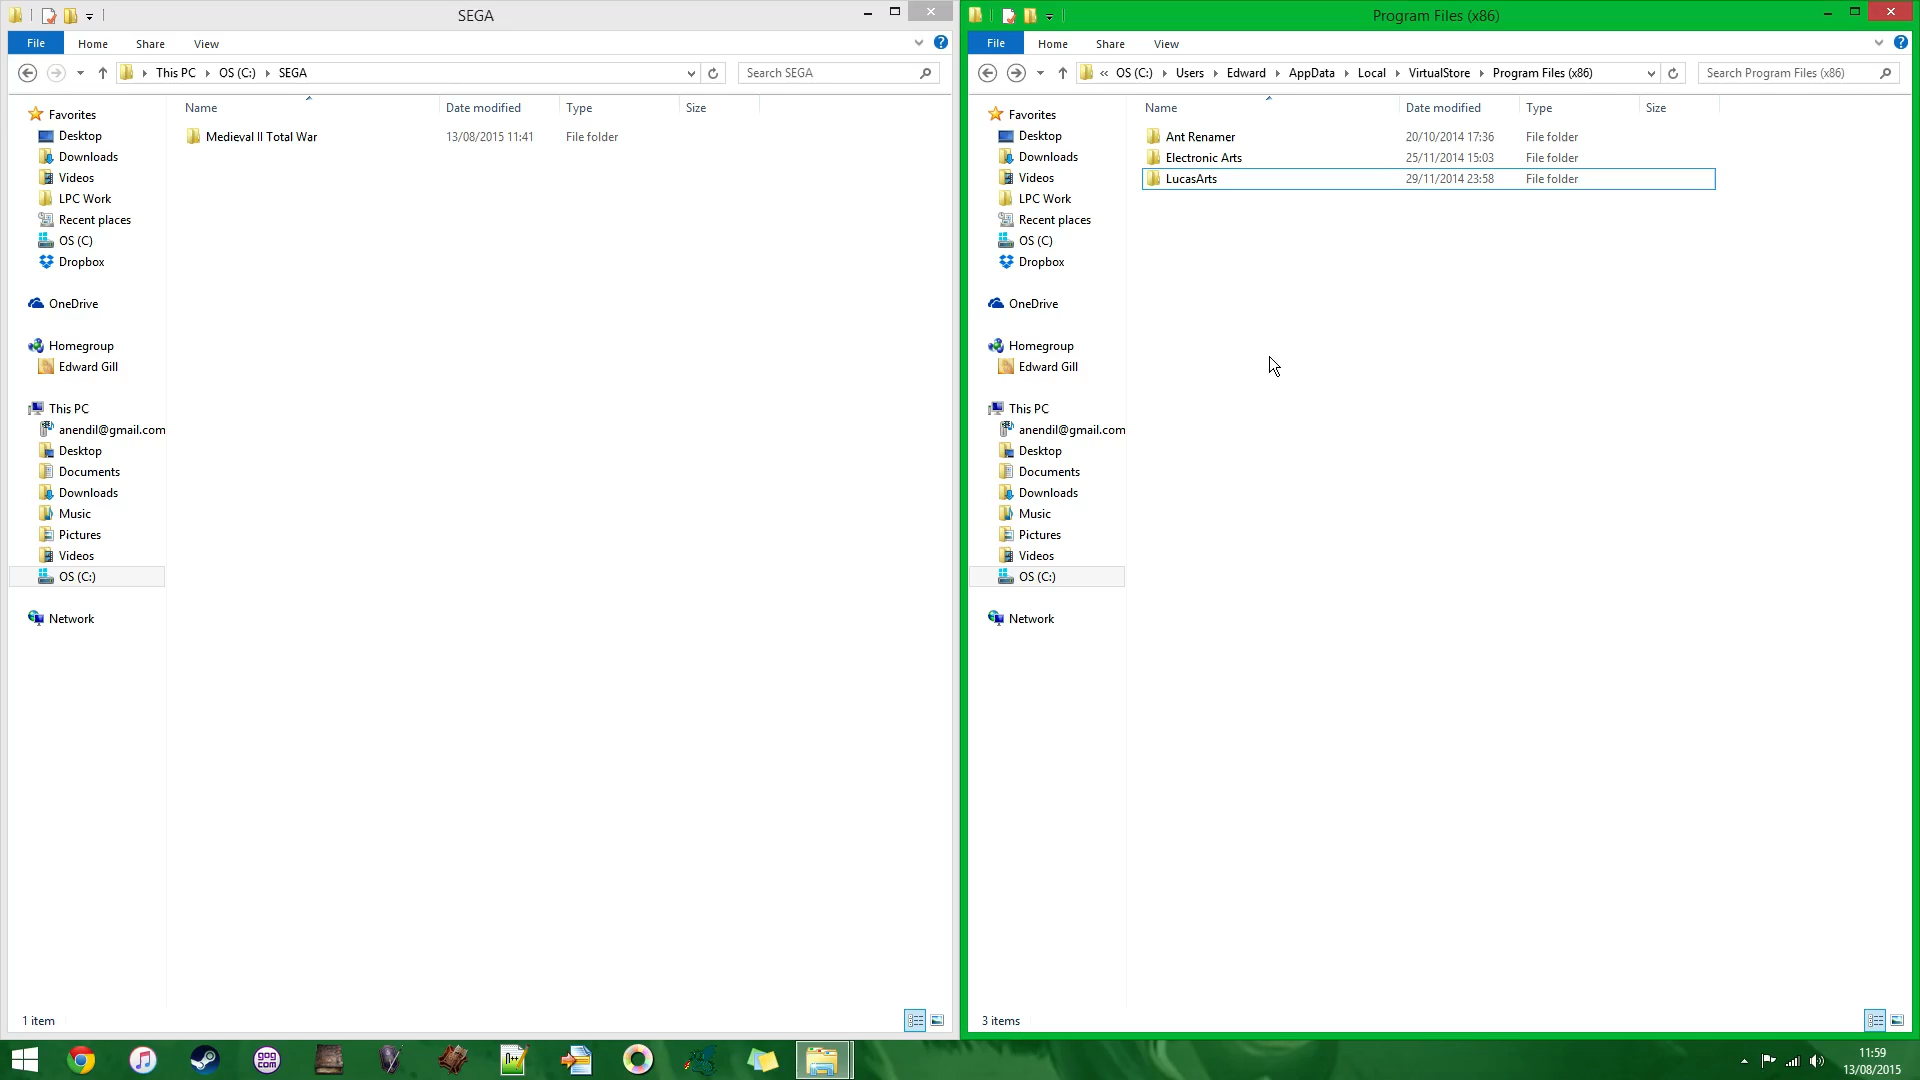 SEGA
File Home Share View
This PC OS (C:) SEGA
Search SEGA
Name Date modified Type Size
Medieval II Total War 13/08/2015 11:41 File folder
Favorites
Desktop
Downloads
Videos
LPC Work
Recent places
OS (C)
Dropbox
OneDrive
Homegroup
Edward Gill
This PC
anendil@gmail.com
Desktop
Documents
Downloads
Music
Pictures
Videos
OS (C:)
Network
1 item
Program Files (x86)
File Home Share View
« OS (C:) Users Edward AppData Local VirtualStore Program Files (x86)
Search Program Files (x86)
Name Date modified Type Size
Ant Renamer 20/10/2014 17:36 File folder
Electronic Arts 25/11/2014 15:03 File folder
LucasArts 29/11/2014 23:58 File folder
Favorites
Desktop
Downloads
Videos
LPC Work
Recent places
OS (C)
Dropbox
OneDrive
Homegroup
Edward Gill
This PC
anendil@gmail.com
Desktop
Documents
Downloads
Music
Pictures
Videos
OS (C:)
Network
3 items
gog
com
11:59
13/08/2015